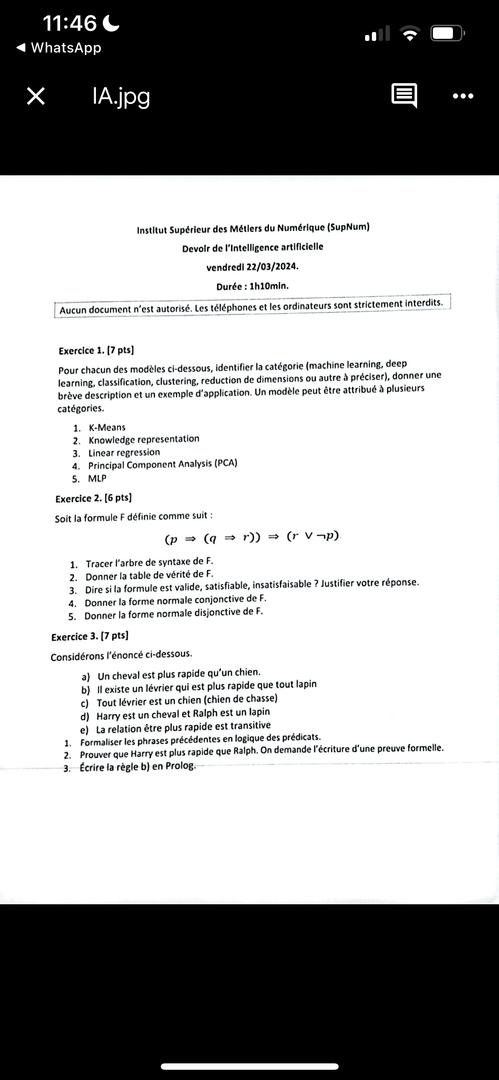 11:46
◄ WhatsApp
IA.jpg
Institut Supérieur des Métiers du Numérique (SupNum)
Devoir de l'Intelligence artificielle
vendredi 22/03/2024.
Durée : 1h10min.
Aucun document n'est autorisé. Les téléphones et les ordinateurs sont strictement interdits.
Exercice 1. [7 pts]
Pour chacun des modèles ci-dessous, identifier la catégorie (machine learning, deep
learning, classification, clustering, reduction de dimensions ou autre à préciser), donner une
brève description et un exemple d'application. Un modèle peut être attribué à plusieurs
catégories.
1. K-Means
2. Knowledge representation
3. Linear regression
4. Principal Component Analysis (PCA)
5. MLP
Exercice 2. [6 pts]
Soit la formule F définie comme suit :
(p ⇒ (q ⇒ r)) ⇒ (r ∨ ¬p)
1. Tracer l'arbre de syntaxe de F.
2. Donner la table de vérité de F.
3. Dire si la formule est valide, satisfiable, insatisfaisable ? Justifier votre réponse.
4. Donner la forme normale conjonctive de F.
5. Donner la forme normale disjonctive de F.
Exercice 3. [7 pts]
Considérons l'énoncé ci-dessous.
a) Un cheval est plus rapide qu'un chien.
b) Il existe un lévrier qui est plus rapide que tout lapin
c) Tout lévrier est un chien (chien de chasse)
d) Harry est un cheval et Ralph est un lapin
e) La relation être plus rapide est transitive
1. Formaliser les phrases précédentes en logique des prédicats.
2. Prouver que Harry est plus rapide que Ralph. On demande l'écriture d'une preuve formelle.
3. Écrire la règle b) en Prolog.